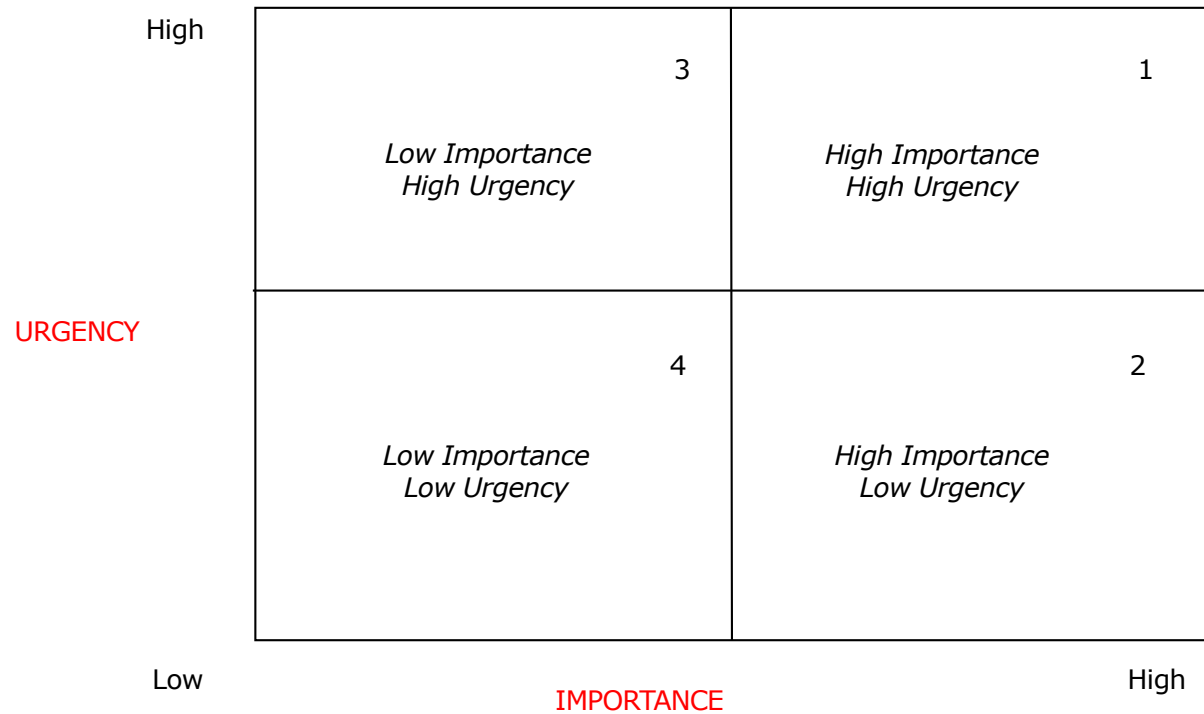 High
3
1
Low Importance
High Urgency
High Importance
High Urgency
URGENCY
4
2
Low Importance
Low Urgency
High Importance
Low Urgency
Low
IMPORTANCE
High